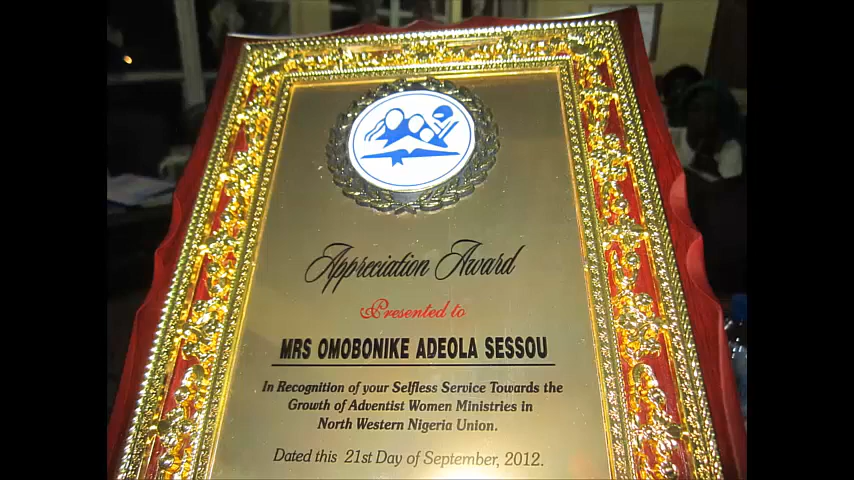 Appreciation Award
Presented to
MRS OMOBONIKE ADEOLA SESSOU
In Recognition of your Selfless Service Towards the
Growth of Adventist Women Ministries in
North Western Nigeria Union.
Dated this 21st Day of September, 2012.